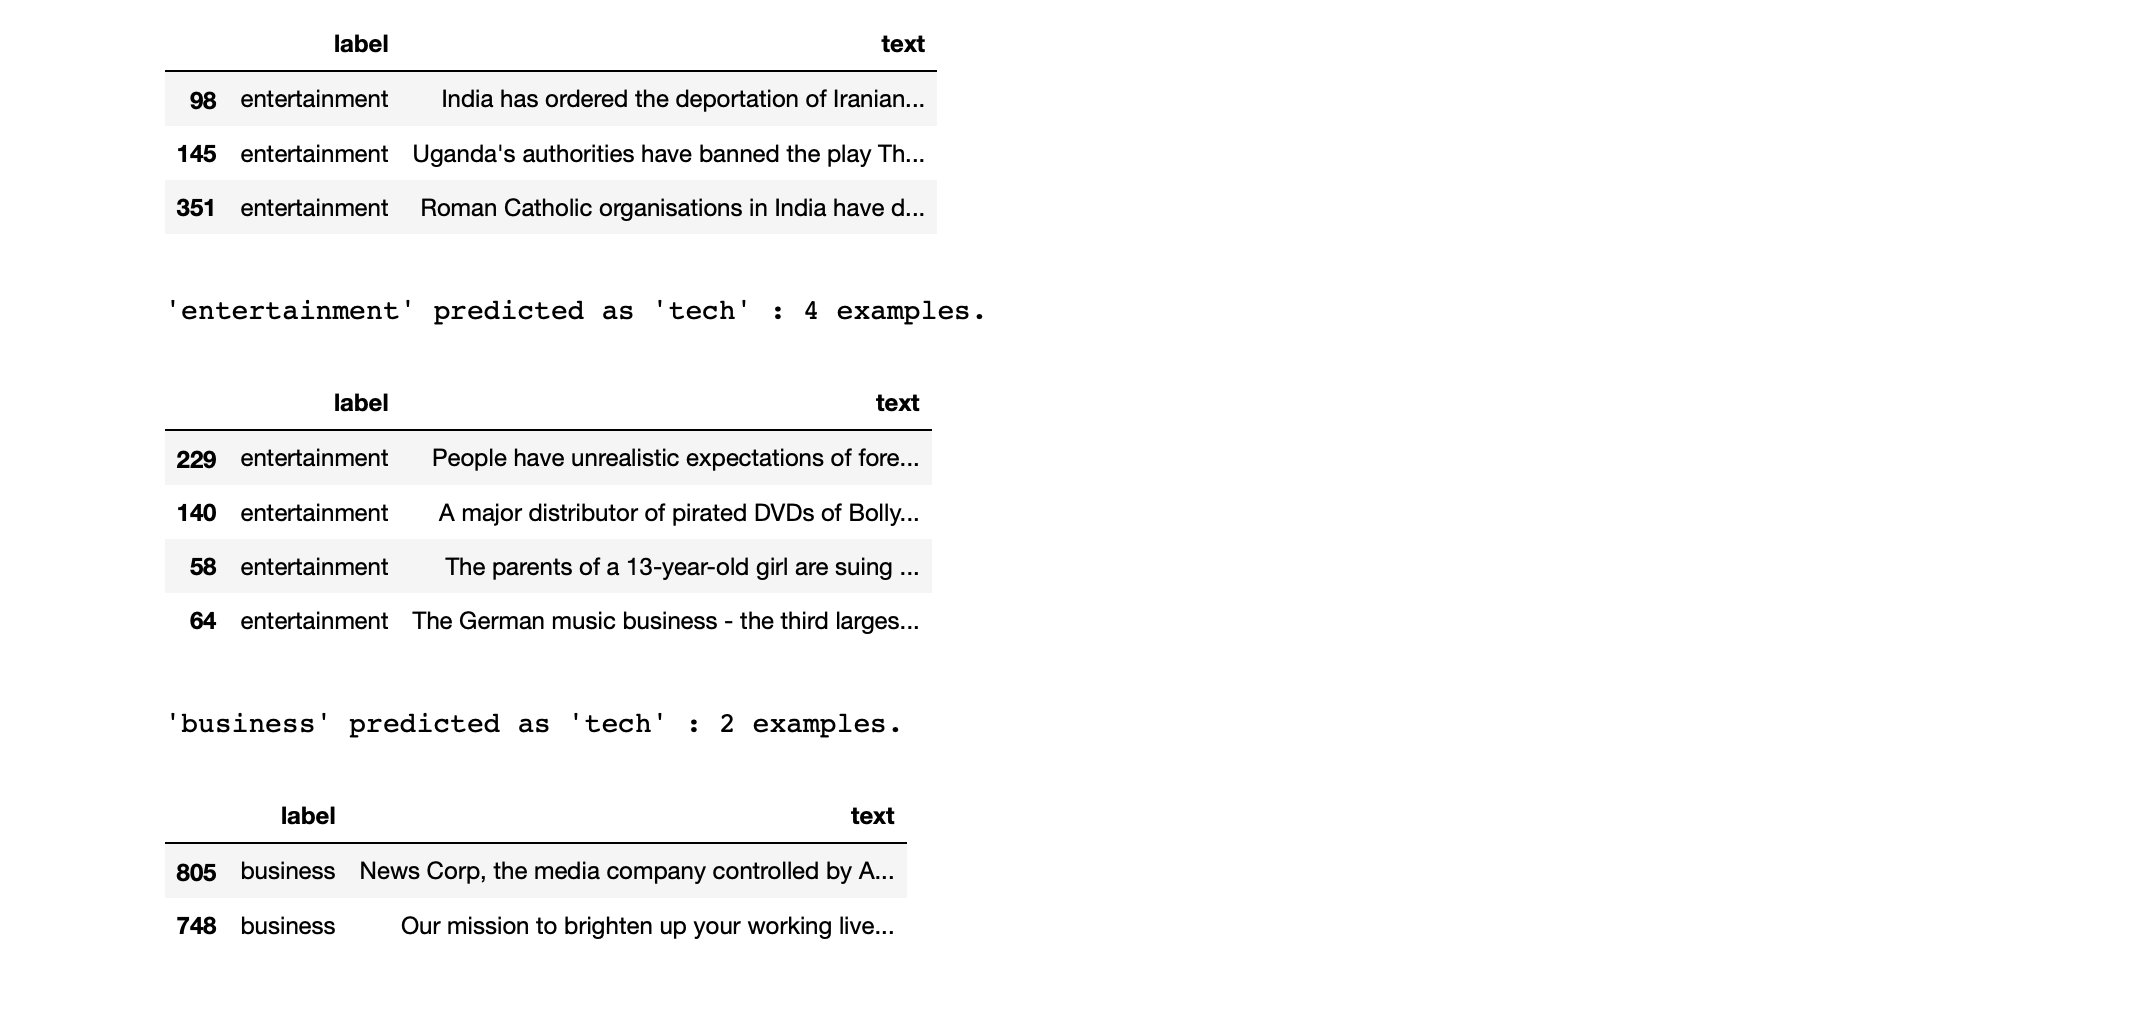 label text
98 entertainment India has ordered the deportation of Iranian...
145 entertainment Uganda's authorities have banned the play Th...
351 entertainment Roman Catholic organisations in India have d...
'entertainment' predicted as 'tech' : 4 examples.
label text
229 entertainment People have unrealistic expectations of fore...
140 entertainment A major distributor of pirated DVDs of Bolly...
58 entertainment The parents of a 13-year-old girl are suing ...
64 entertainment The German music business - the third larges...
'business' predicted as 'tech' : 2 examples.
label text
805 business News Corp, the media company controlled by A...
748 business Our mission to brighten up your working live...